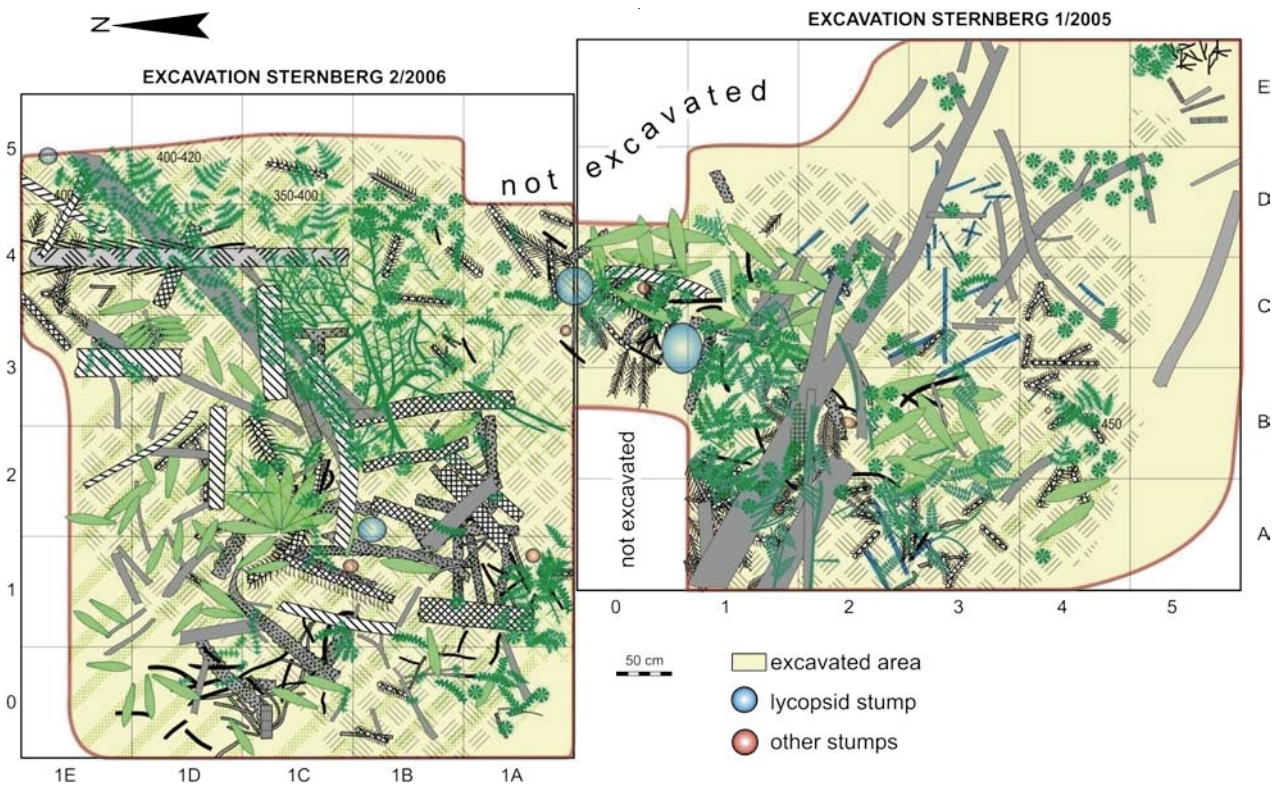 N
EXCAVATION STERNBERG 1/2005
EXCAVATION STERNBERG 2/2006
not excavated
E
D
C
B
A
5
4
3
2
1
0
400
400-420
350-400
450
not excavated
0 1 2 3 4 5
1E 1D 1C 1B 1A
50 cm
excavated area
lycopsid stump
other stumps